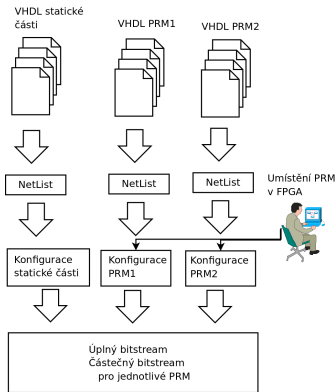 VHDL statické
části
VHDL PRM1
VHDL PRM2
NetList
NetList
NetList
Umístění PRM
v FPGA
Konfigurace
statické části
Konfigurace
PRM1
Konfigurace
PRM2
Úplný bitstream
Částečný bitstream
pro jednotlivé PRM